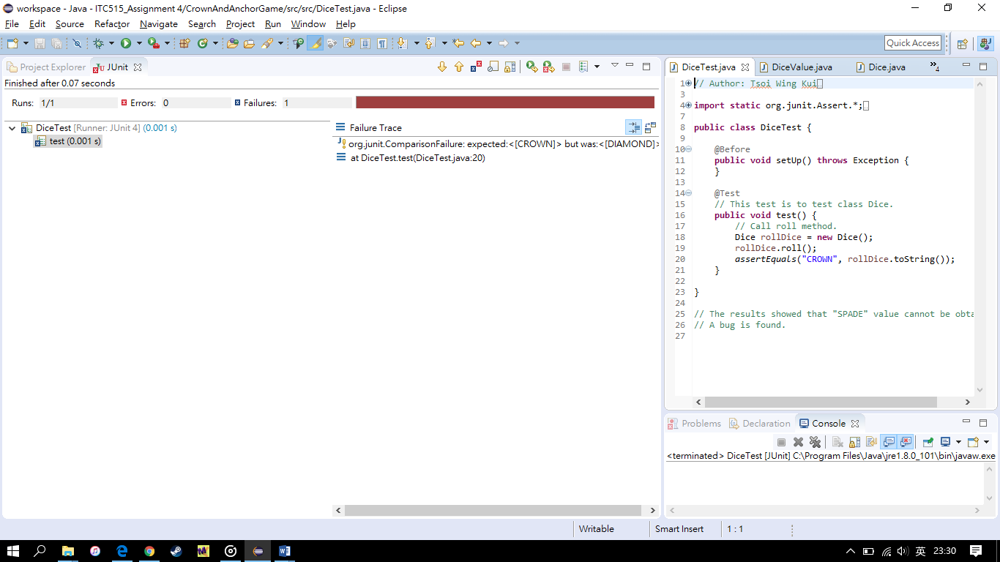 workspace - Java - ITC515_Assignment 4/CrownAndAnchorGame/src/src/DiceTest.java - Eclipse
File Edit Source Refactor Navigate Search Project Run Window Help
Quick Access
Project Explorer JUnit
Finished after 0.07 seconds
Runs: 1/1 Errors: 0 Failures: 1
DiceTest [Runner: JUnit 4] (0.001 s)
test (0.001 s)
Failure Trace
org.junit.ComparisonFailure: expected:<[CROWN]> but was:<[DIAMOND]>
at DiceTest.test(DiceTest.java:20)
DiceTest.java DiceValue.java Dice.java 4
1 // Author: Tsoi Wing Kui
3
4 import static org.junit.Assert.*;
7
8 public class DiceTest {
9
10 @Before
11 public void setUp() throws Exception {
12 }
13
14 @Test
15 // This test is to test class Dice.
16 public void test() {
17 // Call roll method.
18 Dice rollDice = new Dice();
19 rollDice.roll();
20 assertEquals("CROWN", rollDice.toString());
21 }
22
23 }
24
25 // The results showed that "SPADE" value cannot be obta
26 // A bug is found.
27
Problems Declaration Console
<terminated> DiceTest [JUnit] C:\Program Files\Java\jre1.8.0_101\bin\javaw.exe
Writable Smart Insert 1 : 1
英 23:30